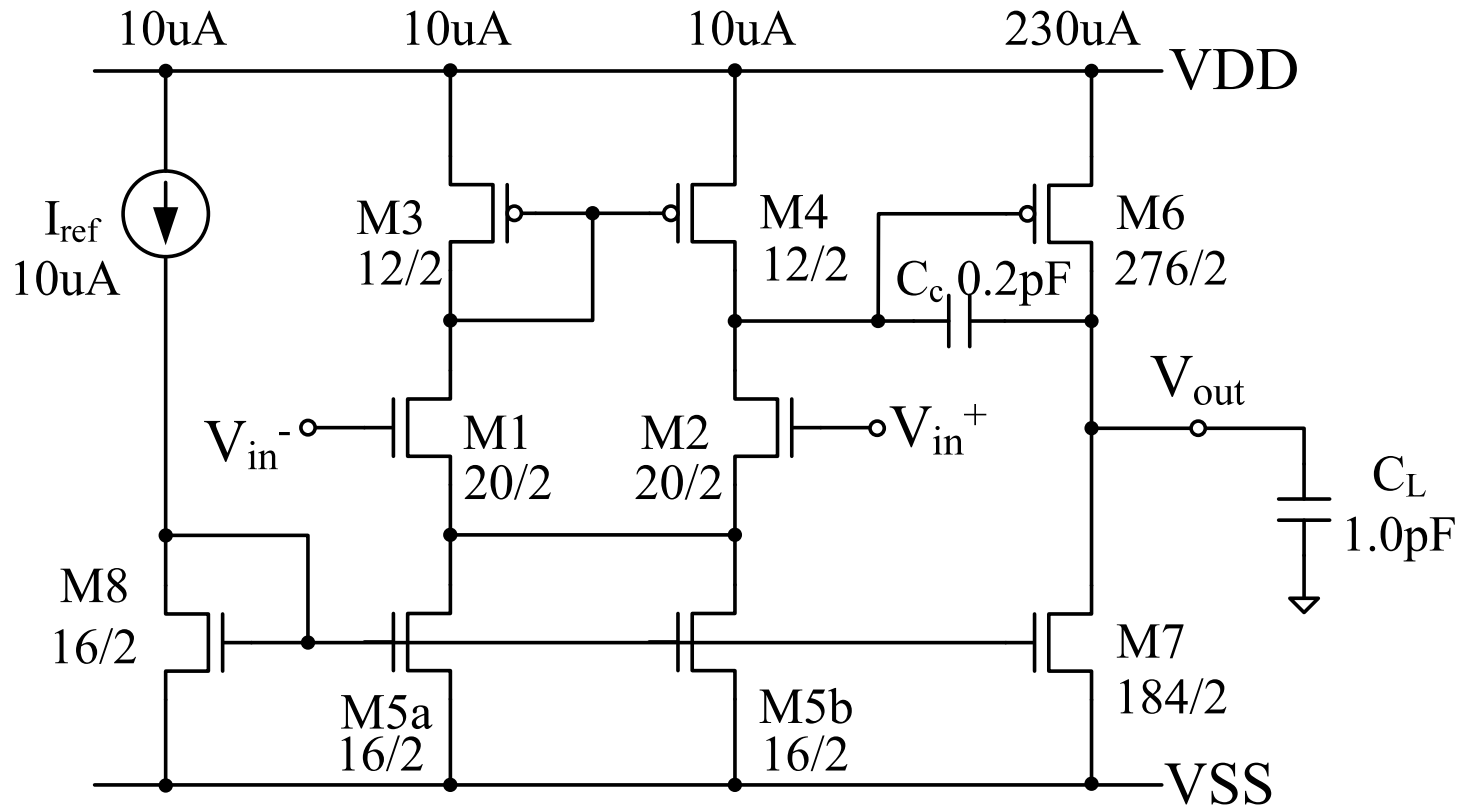 10uA 10uA 10uA 230uA
VDD
Iref
10uA
M3
12/2
M4
12/2
M6
276/2
Cc 0.2pF
Vin-
M1
20/2
M2
20/2
Vin+
Vout
CL
1.0pF
M8
16/2
M5a
16/2
M5b
16/2
M7
184/2
VSS